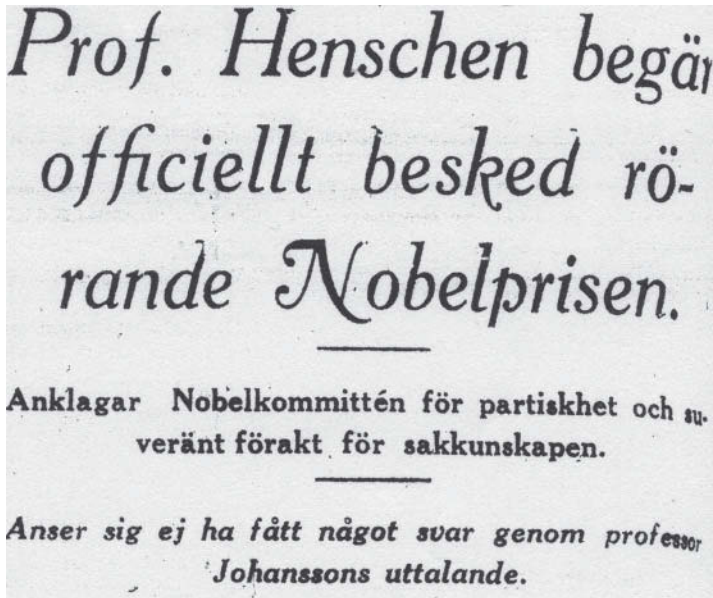 Prof. Henschen begär
officiellt besked rö-
rande Nobelprisen.
Anklagar Nobelkommittén för partiskhet och su-
veränt förakt för sakkunskapen.
Anser sig ej ha fått något svar genom professor
Johanssons uttalande.